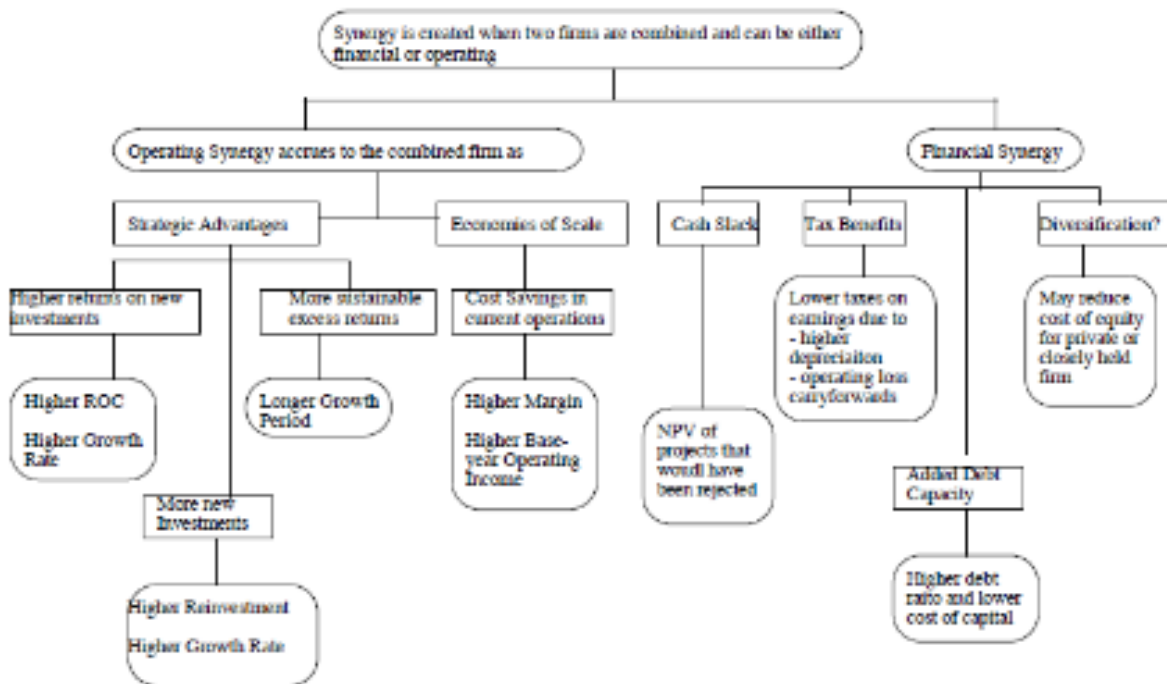 Synergy is created when two firms are combined and can be either
financial or operating
Operating Synergy accrues to the combined firm as
Financial Synergy
Strategic Advantages
Economies of Scale
Cash Slack
Tax Benefits
Diversification?
Higher returns on new
investments
More sustainable
excess returns
Cost Savings in
current operations
Lower taxes on
earnings due to
- higher
depreciaiton
- operating loss
carryforwards
May reduce
cost of equity
for private or
closely held
firm
Higher ROC
Higher Growth
Rate
Longer Growth
Period
Higher Margin
Higher Base-
year Operating
Income
NPV of
projects that
woudl have
been rejected
Added Debt
Capacity
More new
Investments
Higher debt
raito and lower
cost of capital
Higher Reinvestment
Higher Growth Rate